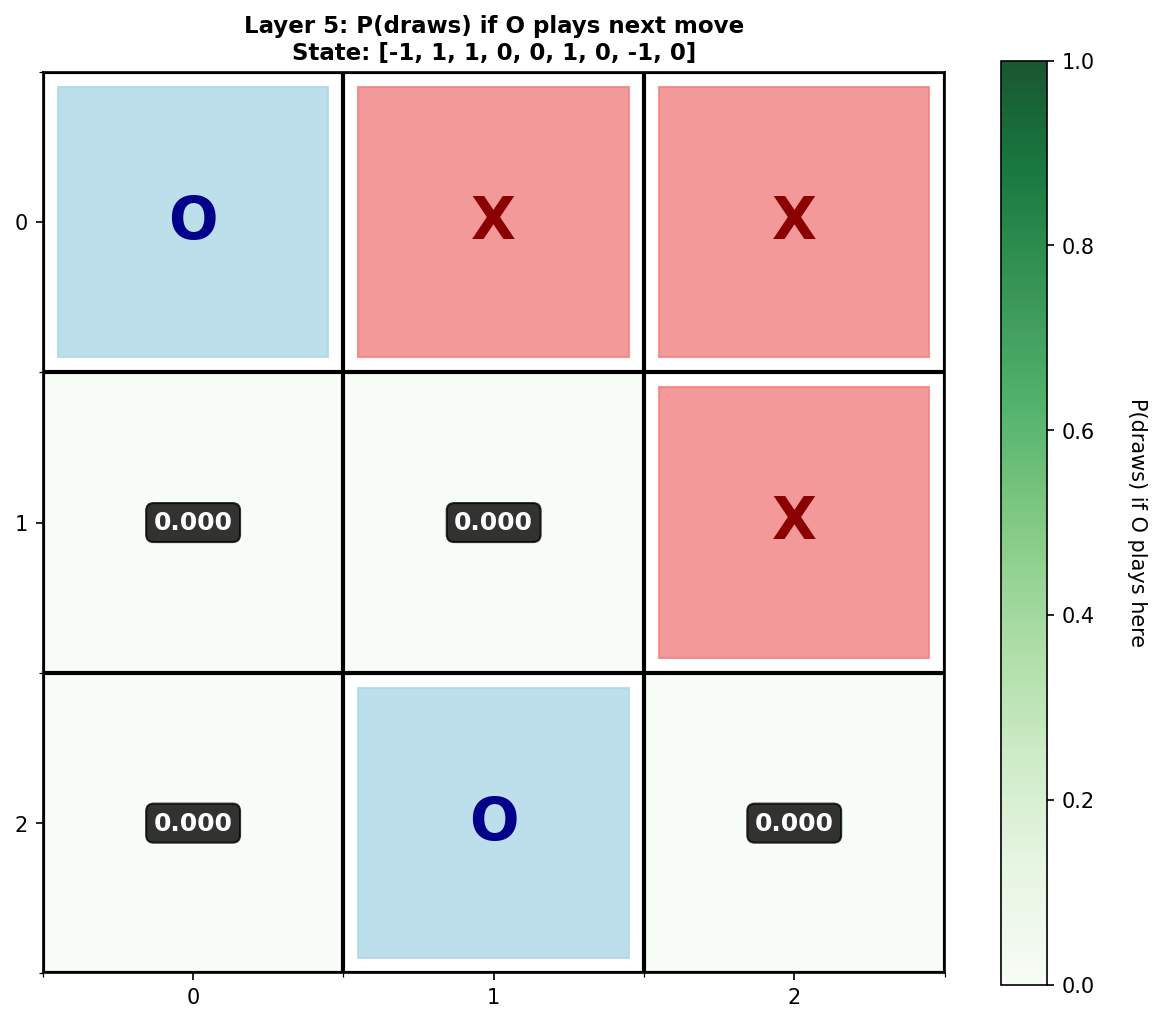 Layer 5: P(draws) if O plays next move
State: [-1, 1, 1, 0, 0, 1, 0, -1, 0]
0
O
X
X
1
0.000
0.000
X
2
0.000
O
0.000
0
1
2
1.0
0.8
0.6
0.4
0.2
0.0
P(draws) if O plays here